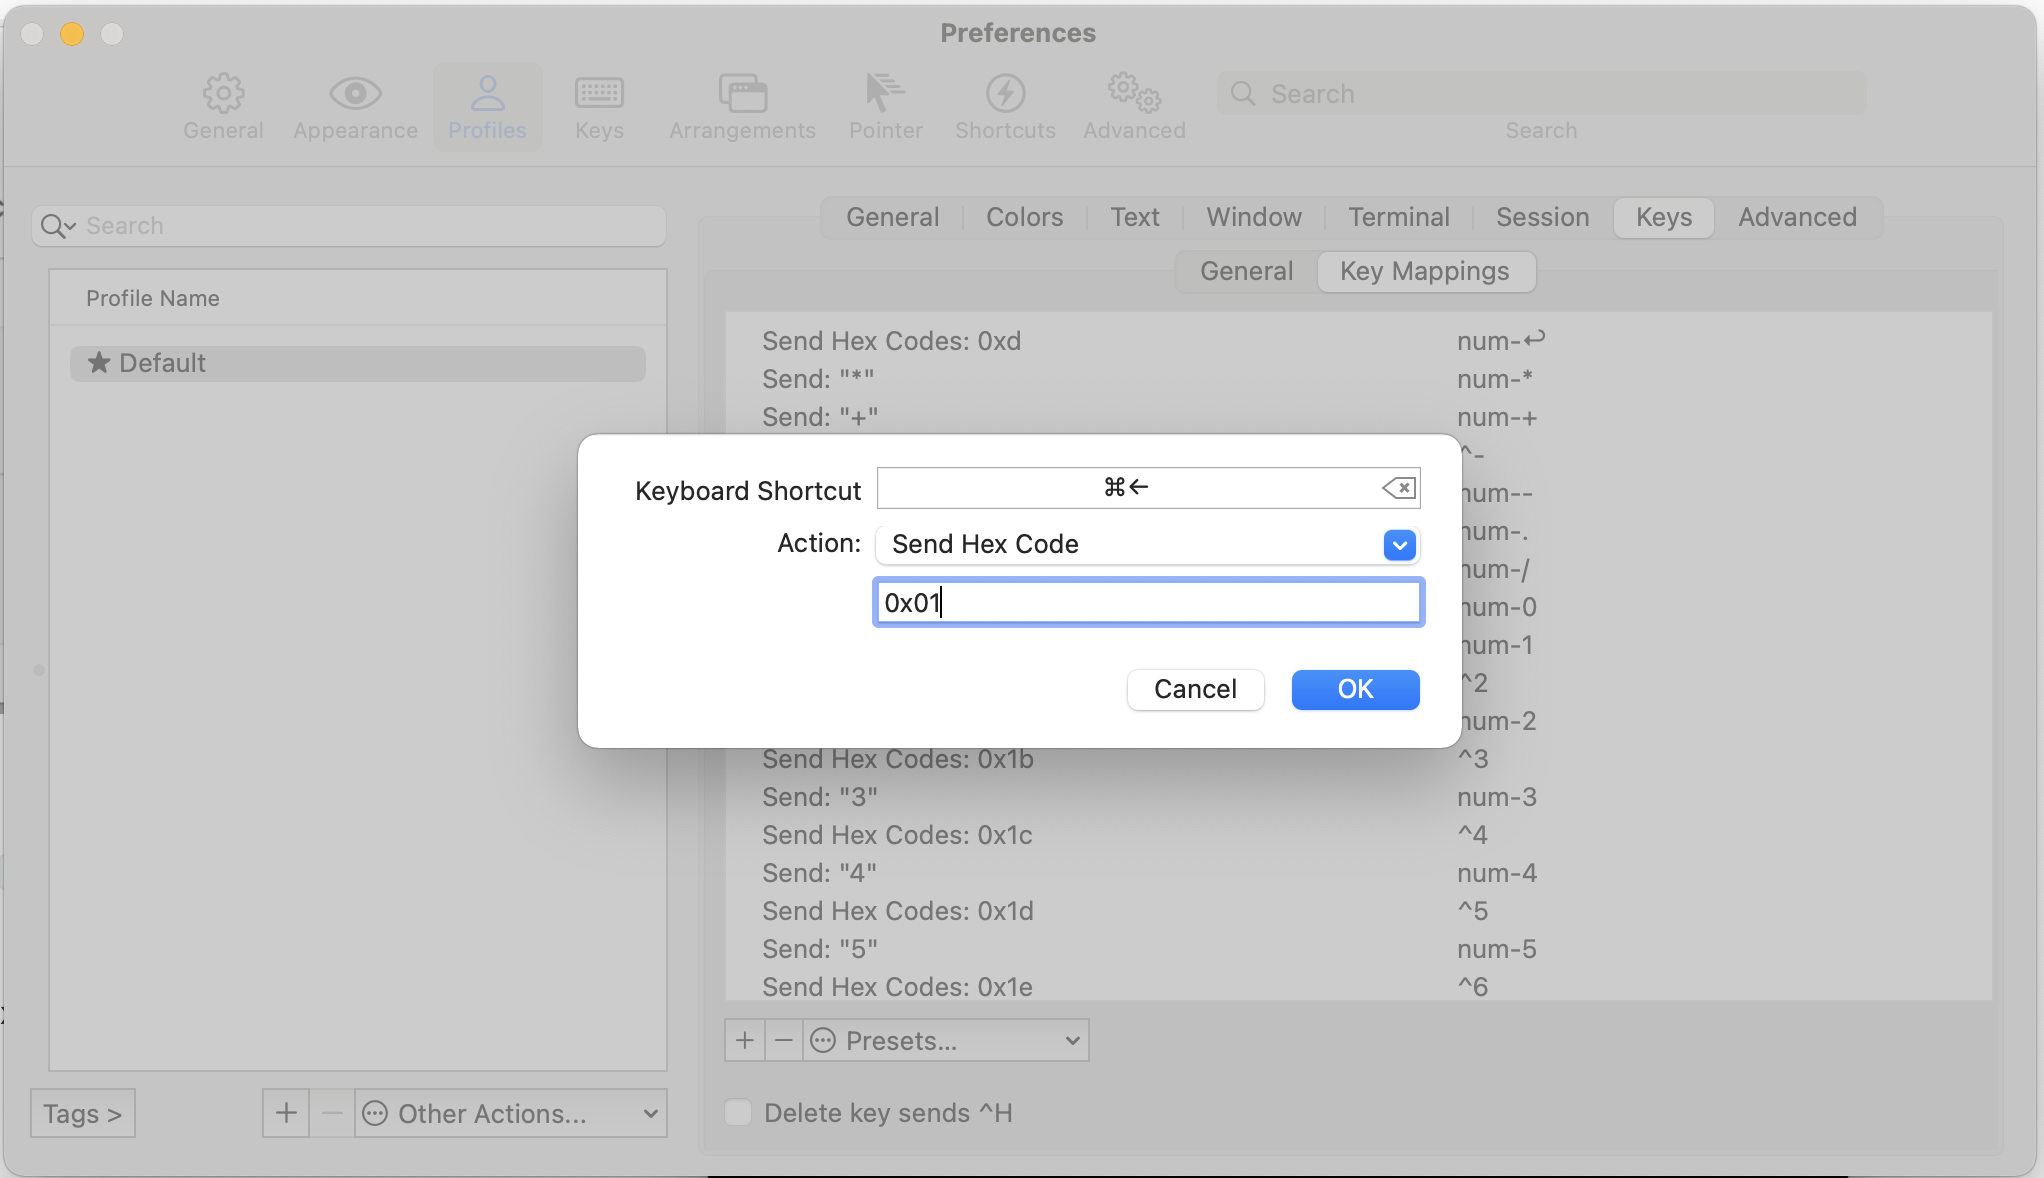 Preferences
General
Appearance
Profiles
Keys
Arrangements
Pointer
Shortcuts
Advanced
Search
Search
Search
Profile Name
★ Default
Tags >
Other Actions...
General
Colors
Text
Window
Terminal
Session
Keys
Advanced
General
Key Mappings
Send Hex Codes: 0xd num-↩
Send: "*" num-*
Send: "+" num-+
^-
num--
num-.
num-/
num-0
num-1
^2
num-2
Send Hex Codes: 0x1b ^3
Send: "3" num-3
Send Hex Codes: 0x1c ^4
Send: "4" num-4
Send Hex Codes: 0x1d ^5
Send: "5" num-5
Send Hex Codes: 0x1e ^6
Presets...
Delete key sends ^H
Keyboard Shortcut ⌘←
Action: Send Hex Code
0x01
Cancel
OK